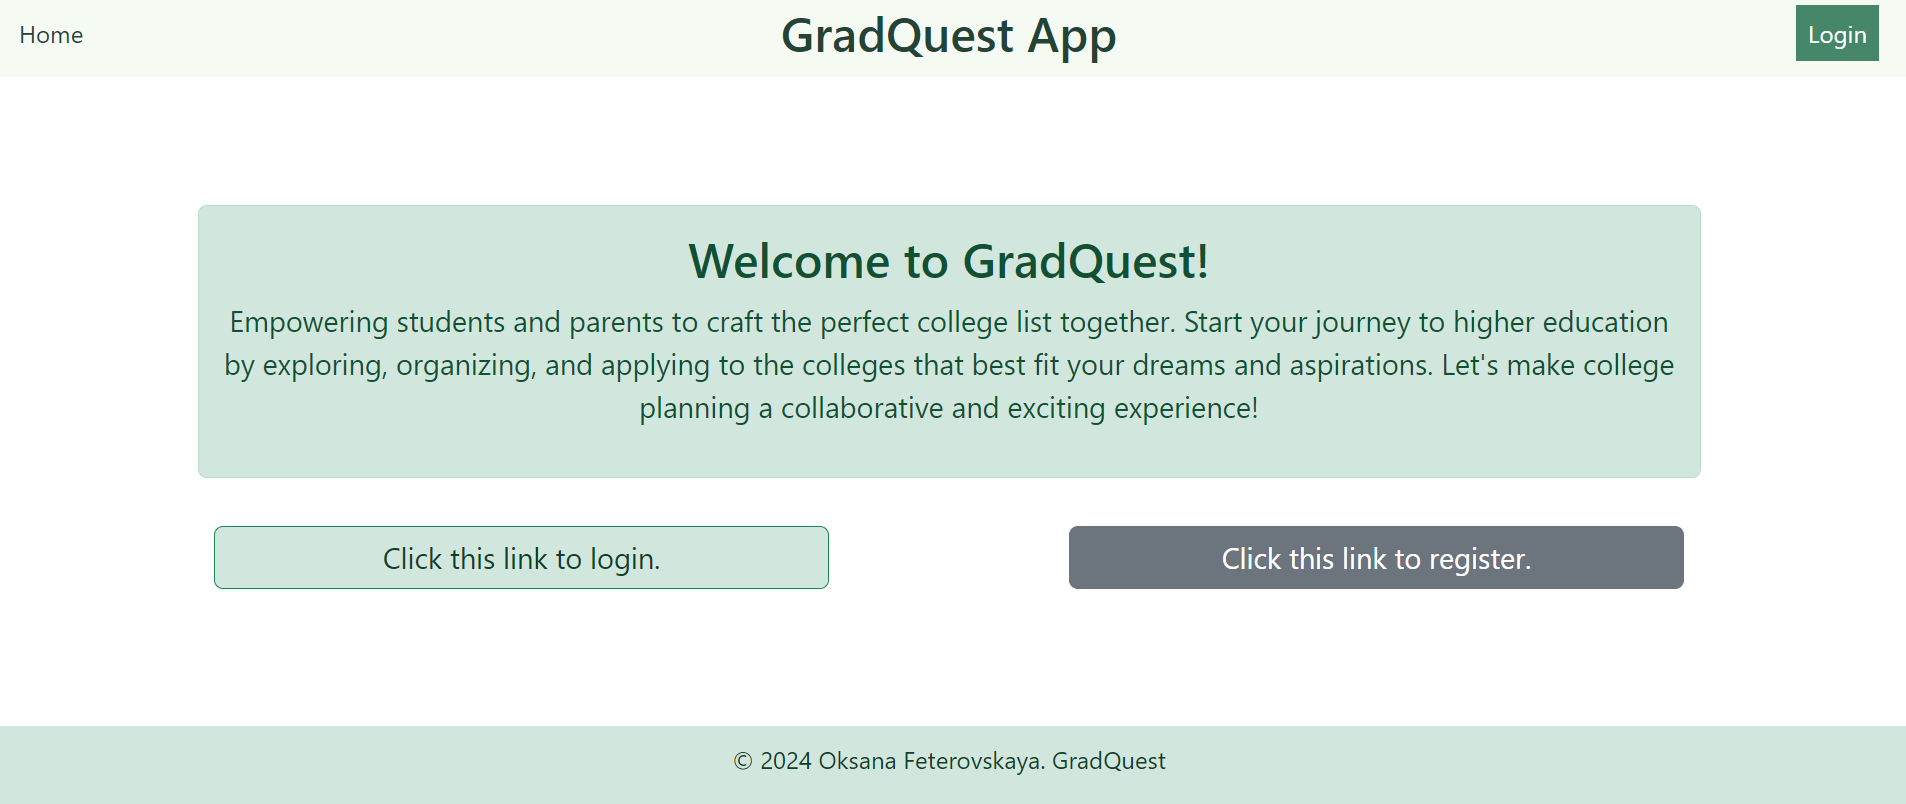 Home
GradQuest App
Login
Welcome to GradQuest!
Empowering students and parents to craft the perfect college list together. Start your journey to higher education
by exploring, organizing, and applying to the colleges that best fit your dreams and aspirations. Let's make college
planning a collaborative and exciting experience!
Click this link to login.
Click this link to register.
© 2024 Oksana Feterovskaya. GradQuest